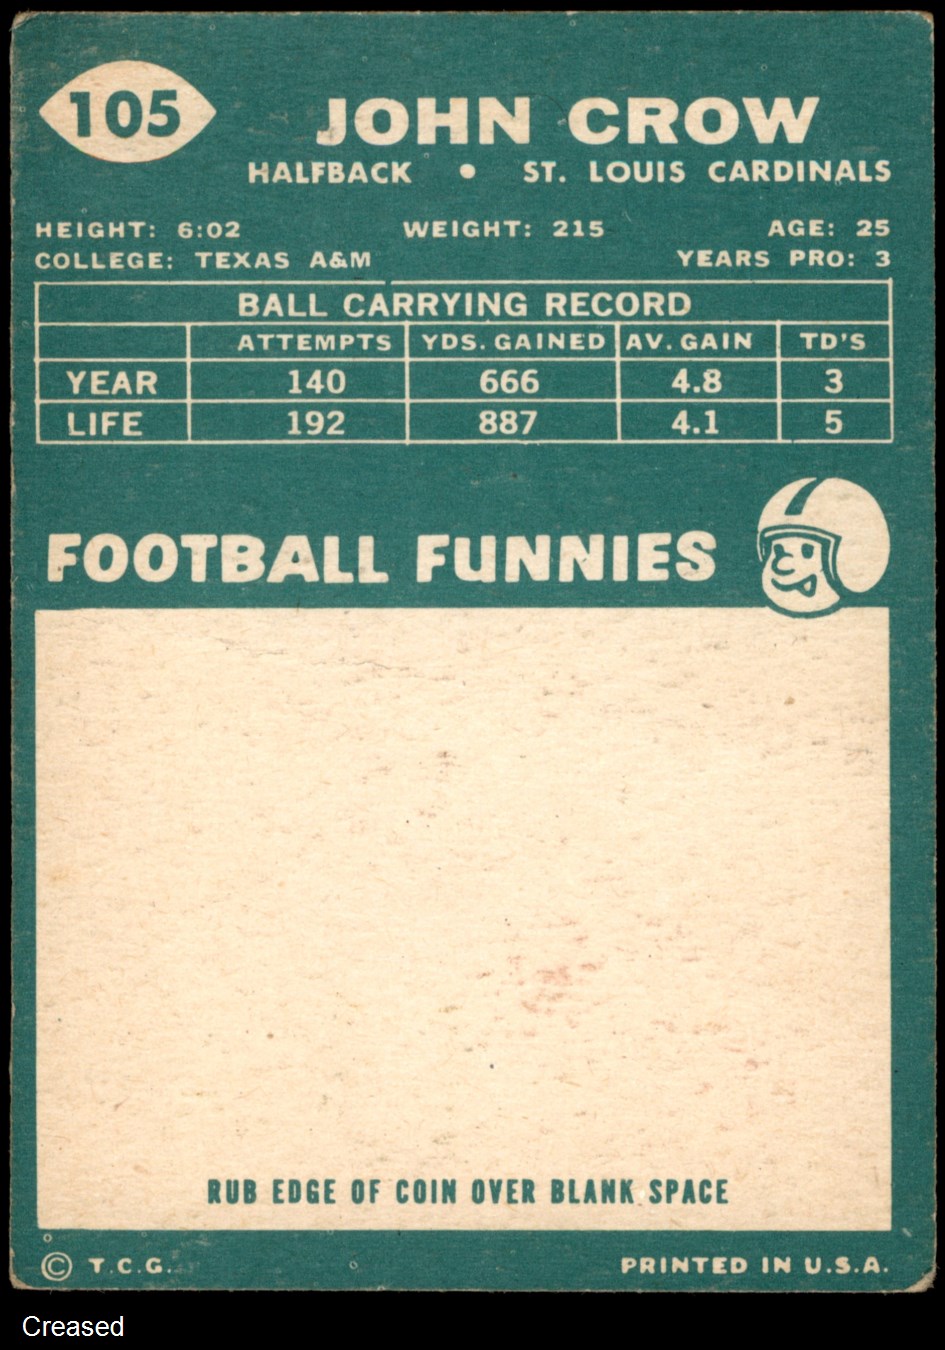 105
JOHN CROW
HALFBACK • ST. LOUIS CARDINALS
HEIGHT: 6:02 WEIGHT: 215 AGE: 25
COLLEGE: TEXAS A&M YEARS PRO: 3
BALL CARRYING RECORD
ATTEMPTS YDS. GAINED AV. GAIN TD'S
YEAR 140 666 4.8 3
LIFE 192 887 4.1 5
FOOTBALL FUNNIES
RUB EDGE OF COIN OVER BLANK SPACE
© T.C.G. PRINTED IN U.S.A.
Creased